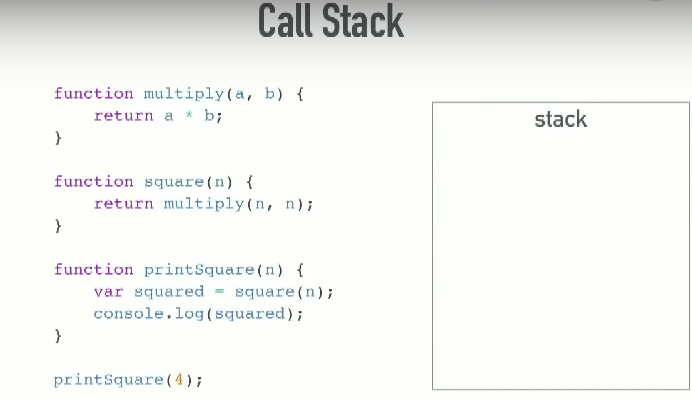 Call Stack
function multiply(a, b) {
    return a * b;
}
function square(n) {
    return multiply(n, n);
}
function printSquare(n) {
    var squared = square(n);
    console.log(squared);
}
printSquare(4);
stack